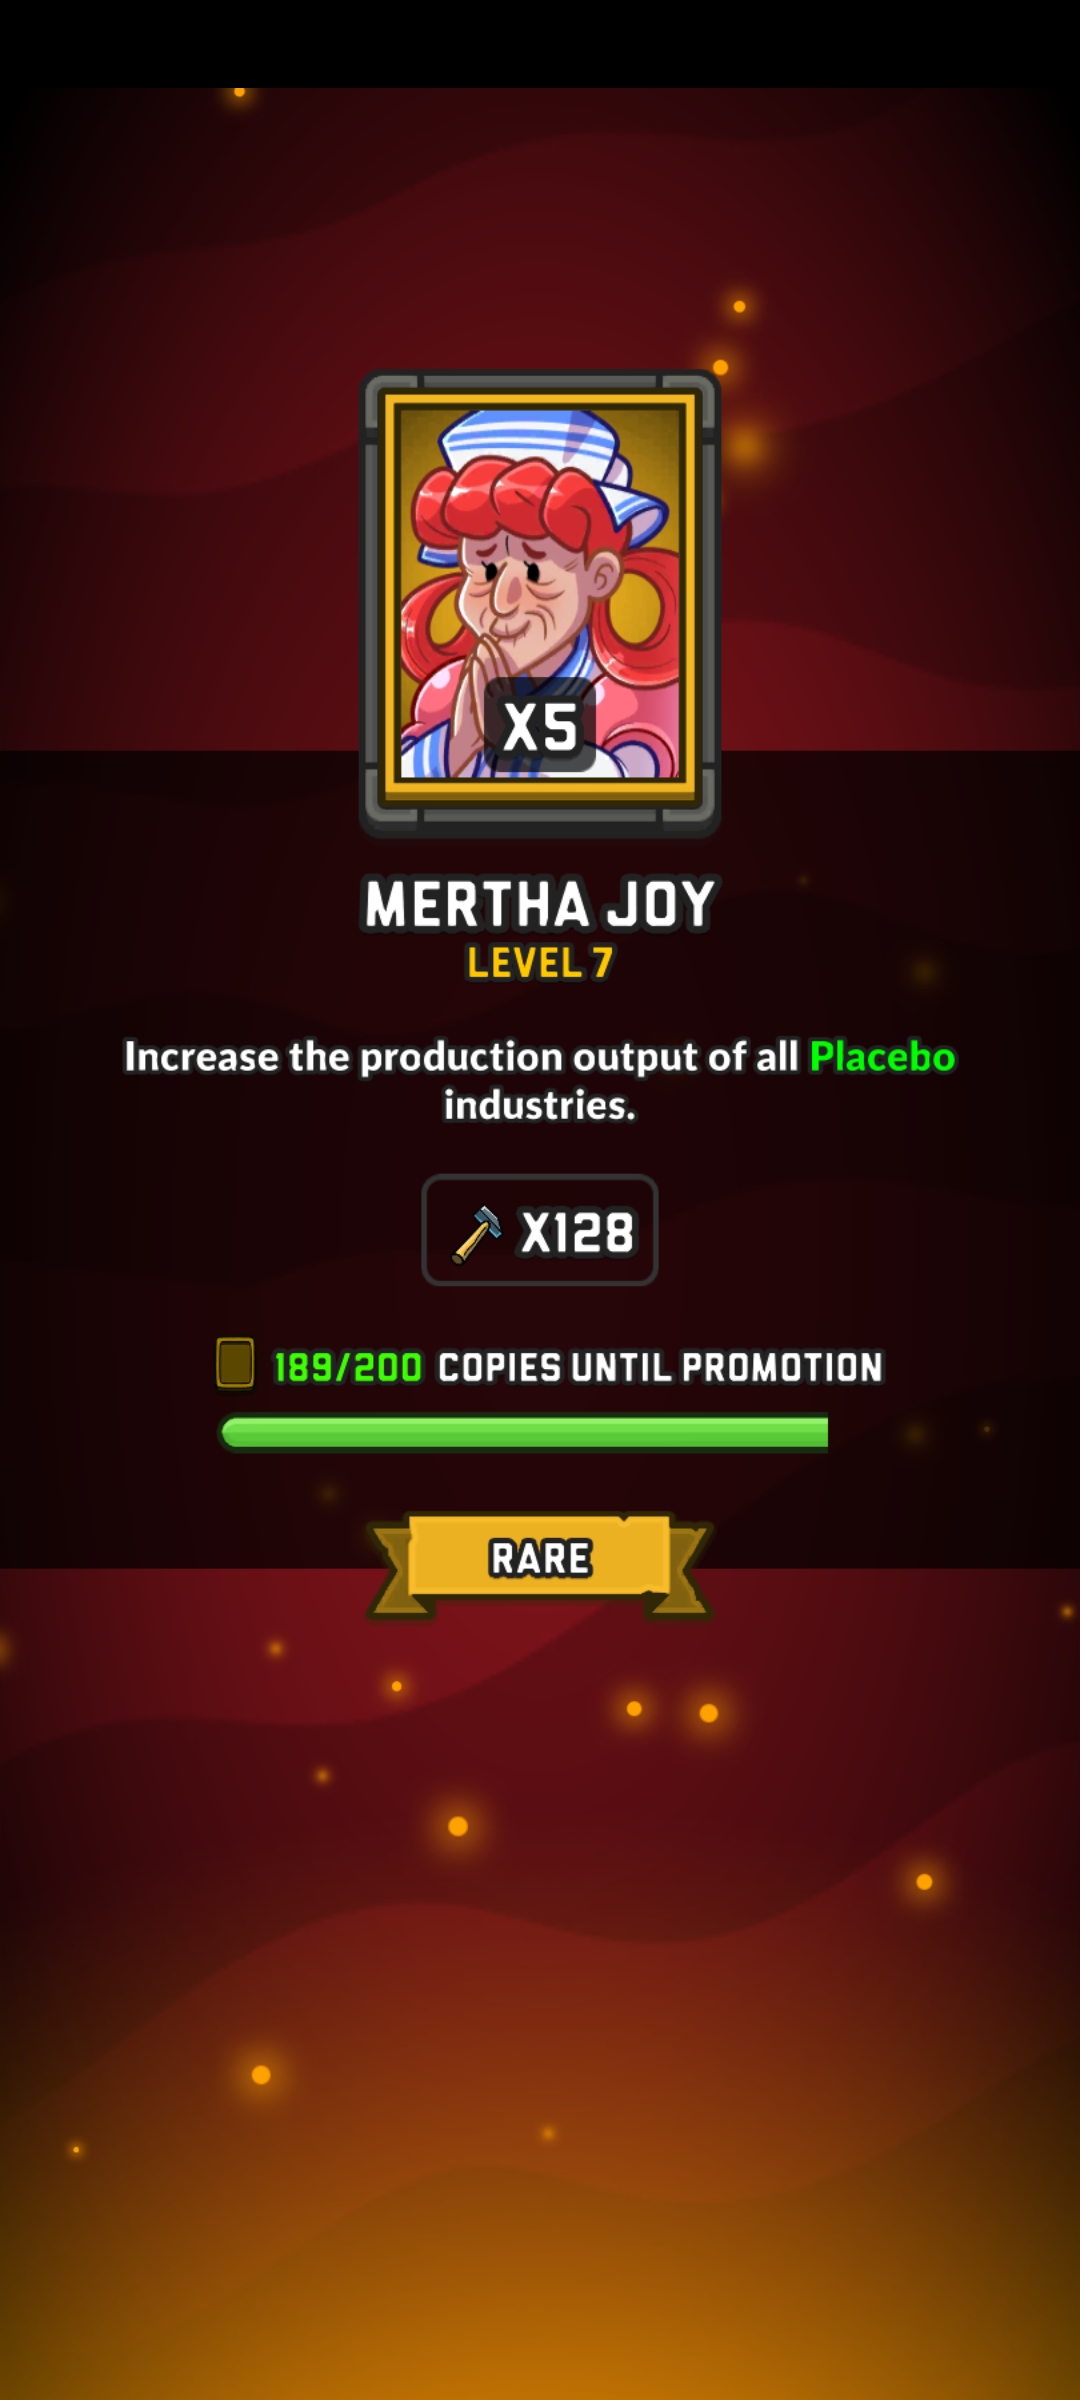 X5
MERTHA JOY
LEVEL 7
Increase the production output of all Placebo
industries.
X128
189/200 COPIES UNTIL PROMOTION
RARE